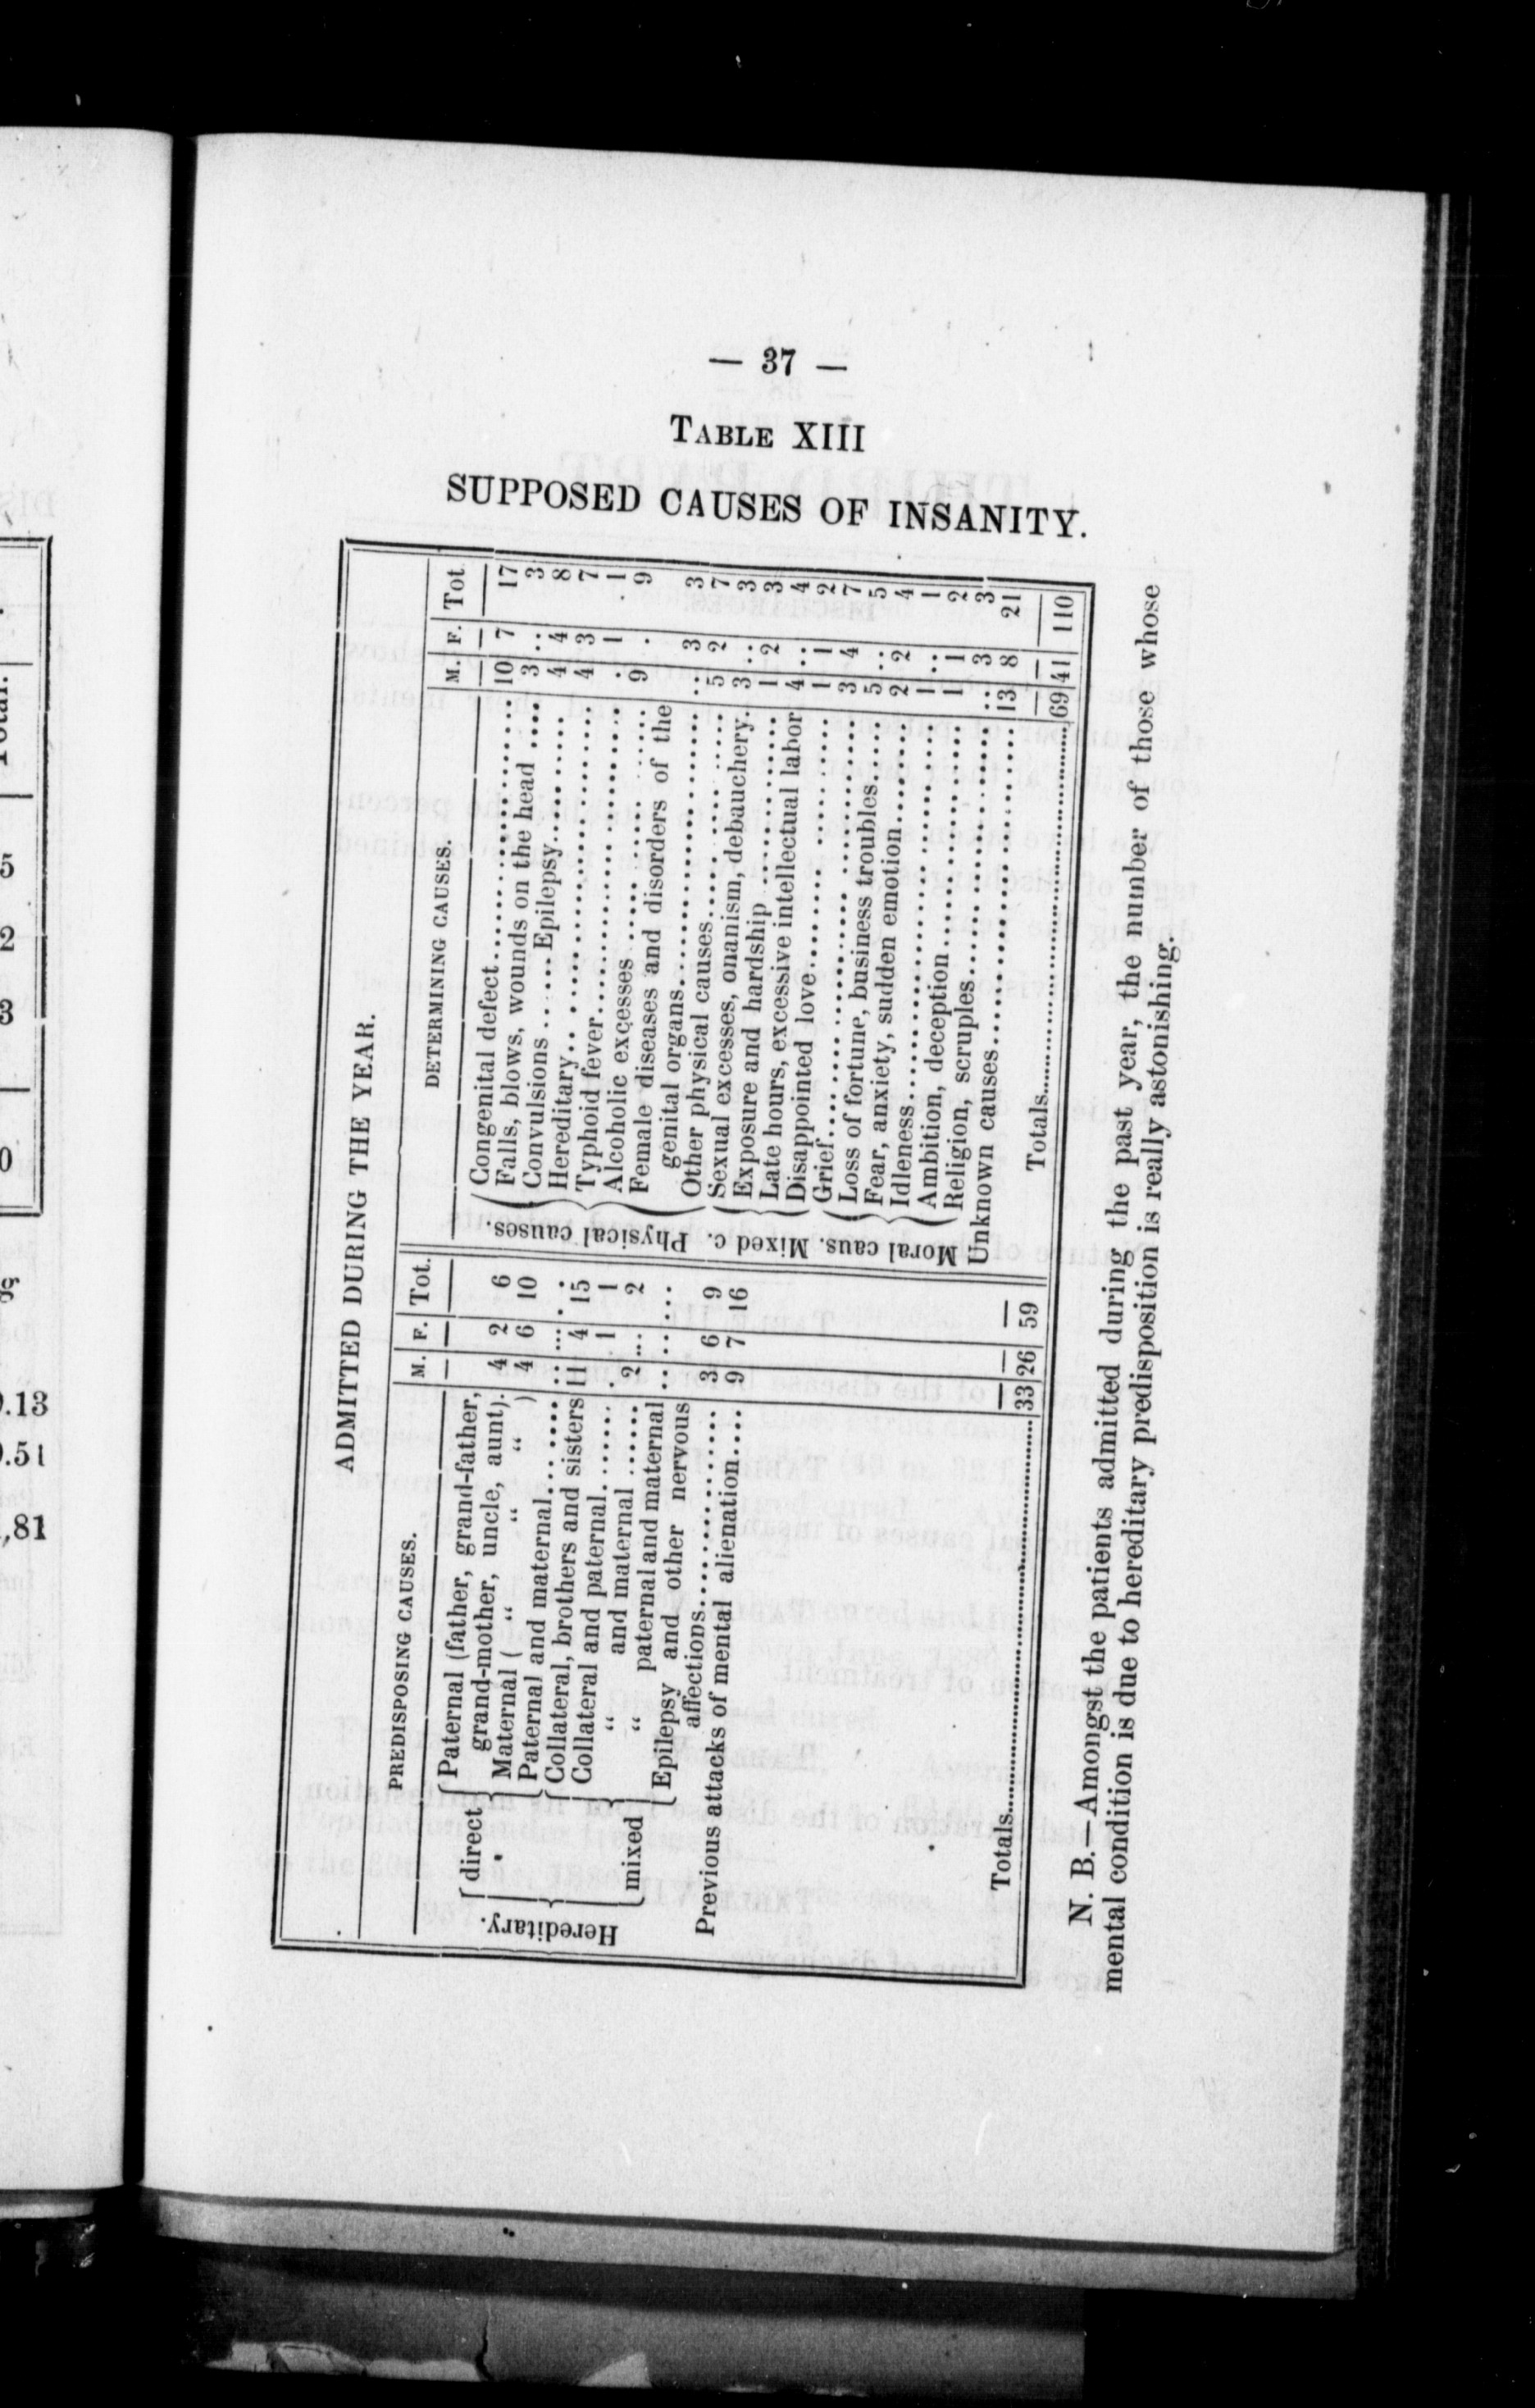 5
2
3
0
.13
.51
,81
— 37 —
TABLE XIII
SUPPOSED CAUSES OF INSANITY.
ADMITTED DURING THE YEAR.
PREDISPOSING CAUSES. M. F. Tot.
Hereditary.
direct
Paternal (father, grand-father,
grand-mother, uncle, aunt). 4 2 6
Maternal ( “ “ “ ) 4 6 10
Paternal and maternal........ .. ... .
Collateral, brothers and sisters 11 4 15
mixed
Collateral and paternal....... . 1 1
“ and maternal ...... 2 ... 2
“ paternal and maternal .. .. ...
Epilepsy and other nervous
affections............ 3 6 9
Previous attacks of mental alienation.... 9 7 16
Totals........ 33 26 59
DETERMINING CAUSES. M. F. Tot
Physical causes.
Congenital defect........ 10 7 17
Falls, blows, wounds on the head .... 3 .. 3
Convulsions ...... Epilepsy........ 4 4 8
Hereditary........ 4 3 7
Typhoid fever........ . 1 1
Alcoholic excesses ........ 9 . 9
Female diseases and disorders of the
genital organs........ .. 3 3
Other physical causes........ 5 2 7
Mixed c.
Sexual excesses, onanism, debauchery. 3 .. 3
Exposure and hardship ........ 1 2 3
Late hours, excessive intellectual labor 4 .. 4
Moral caus.
Disappointed love........ 1 1 2
Grief........ 3 4 7
Loss of fortune, business troubles..... 5 .. 5
Fear, anxiety, sudden emotion....... 2 2 4
Idleness........ 1 .. 1
Ambition, deception........ 1 1 2
Religion, scruples........ .. 3 3
Unknown causes........ 13 8 21
Totals........ 69 41 110
N. B.—Amongst the patients admitted during the past year, the number of those whose
mental condition is due to hereditary predisposition is really astonishing.